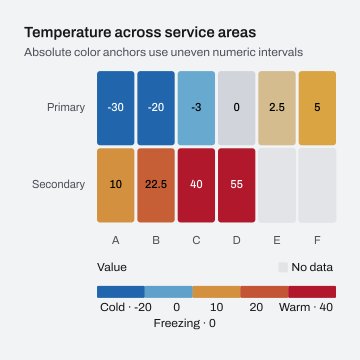 Temperature across service areas
Absolute color anchors use uneven numeric intervals
Primary -30 -20 -3 0 2.5 5
Secondary 10 22.5 40 55
A B C D E F
Value No data
Cold · -20 0 10 20 Warm · 40
Freezing · 0